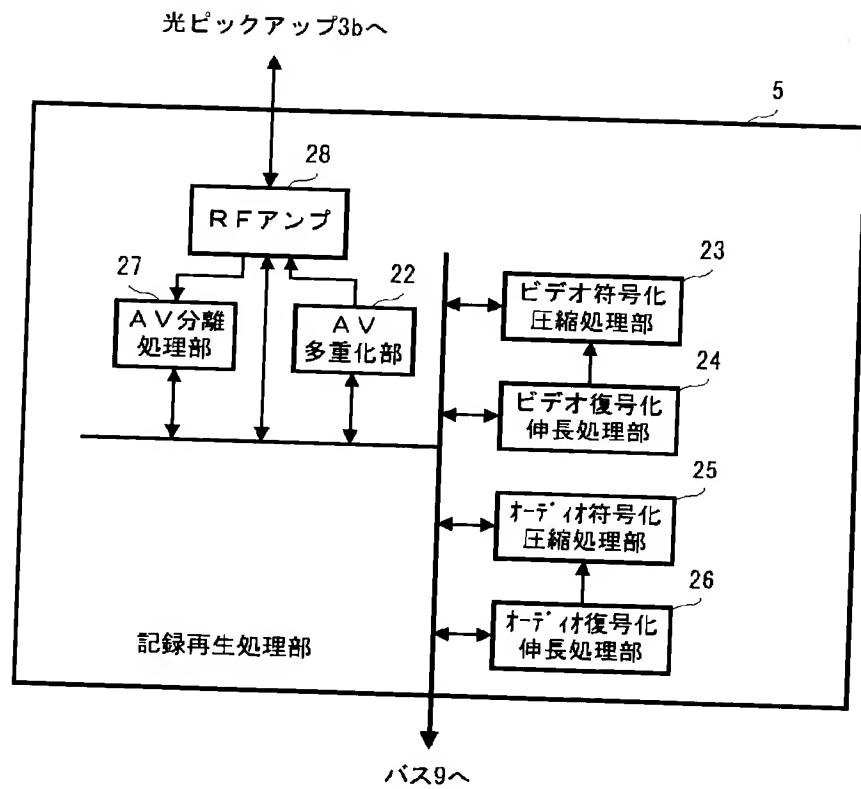 光ピックアップ3bへ
5
28
RFアンプ
27
AV分離
処理部
22
AV
多重化部
23
ビデオ符号化
圧縮処理部
24
ビデオ復号化
伸長処理部
25
オーディオ符号化
圧縮処理部
26
オーディオ復号化
伸長処理部
記録再生処理部
バス9へ